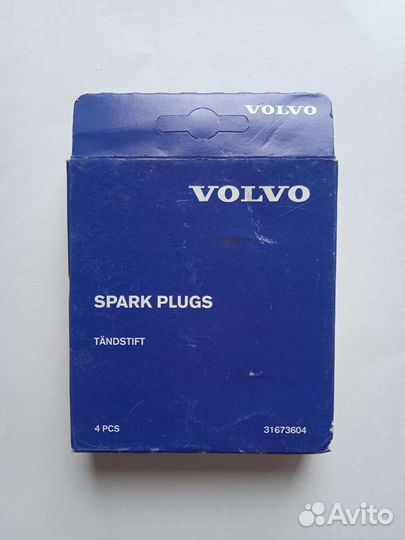 VOLVO
VOLVO
SPARK PLUGS
TÄNDSTIFT
4 PCS 31673604
Avito